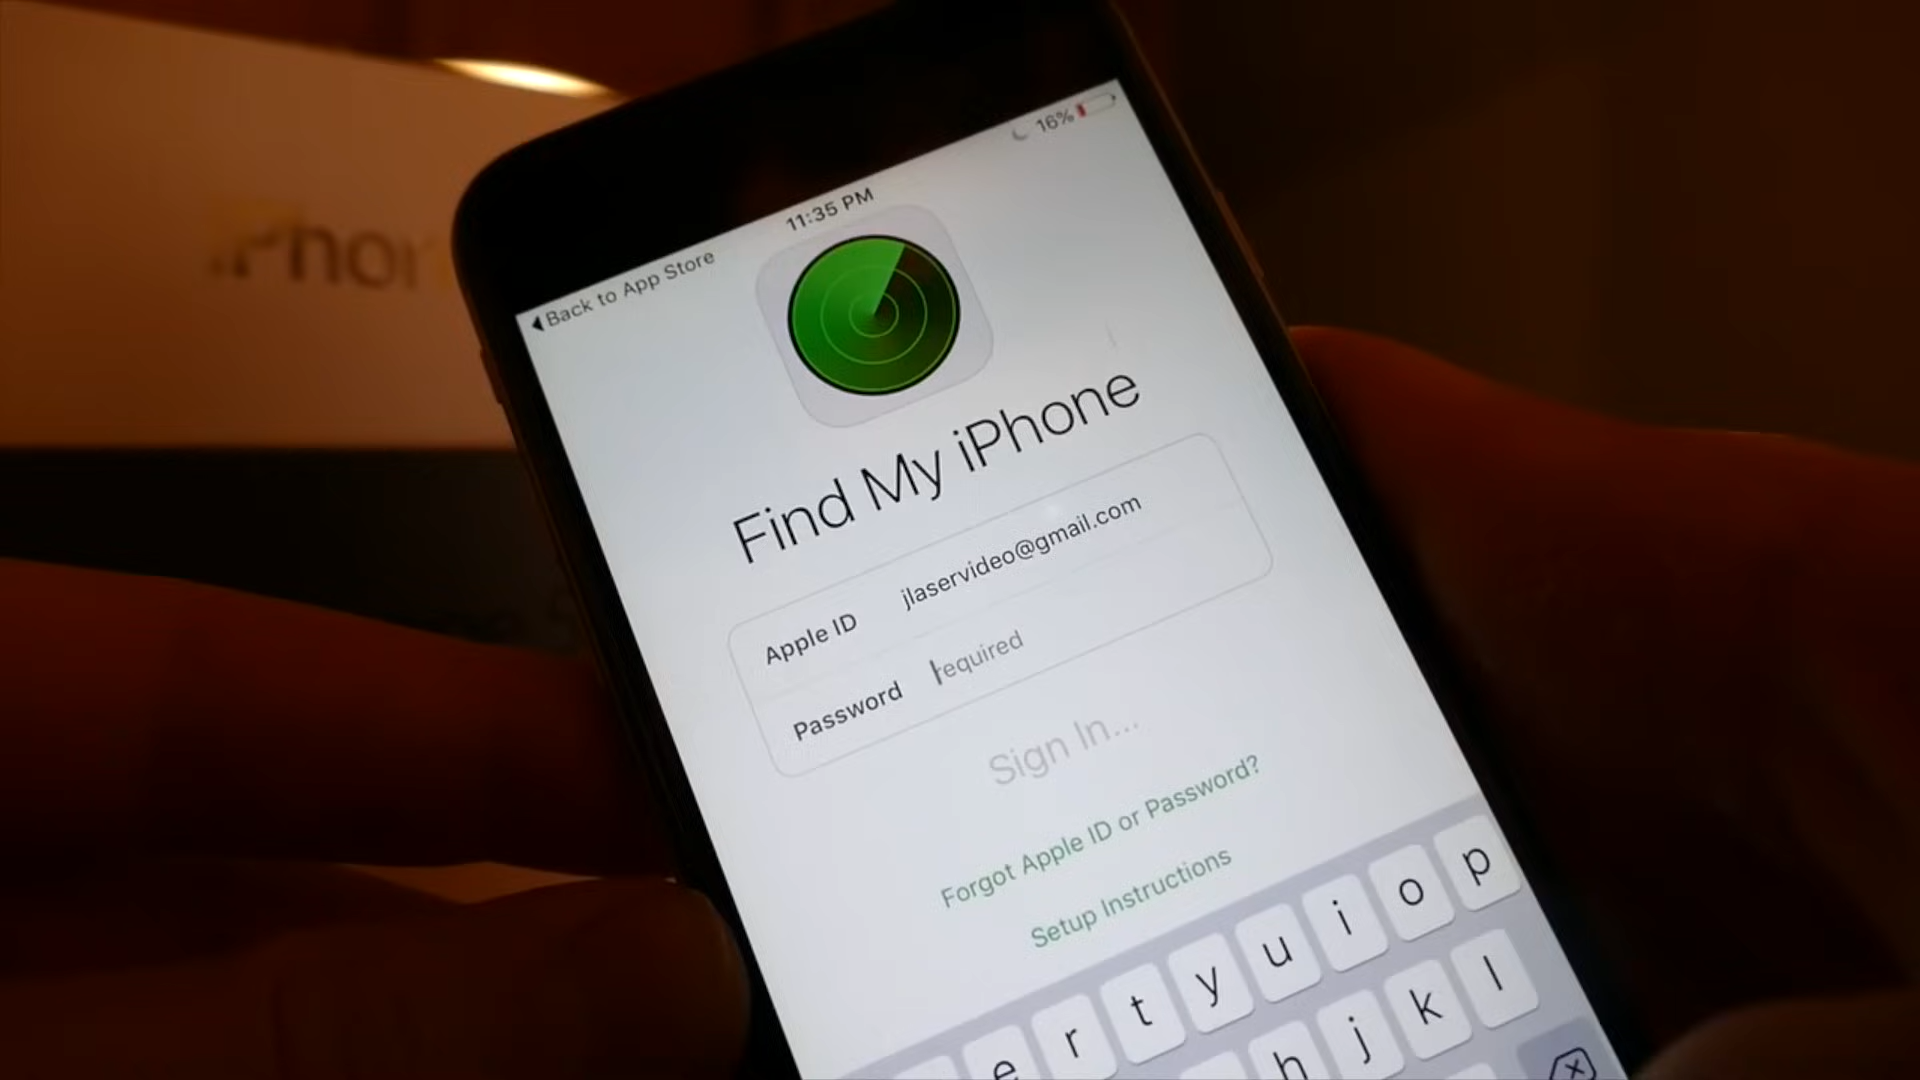 iPhon
11:35 PM
16%
Back to App Store
Find My iPhone
Apple ID jlaservideo@gmail.com
Password required
Sign In...
Forgot Apple ID or Password?
Setup Instructions
e r t y u i o p
h j k l